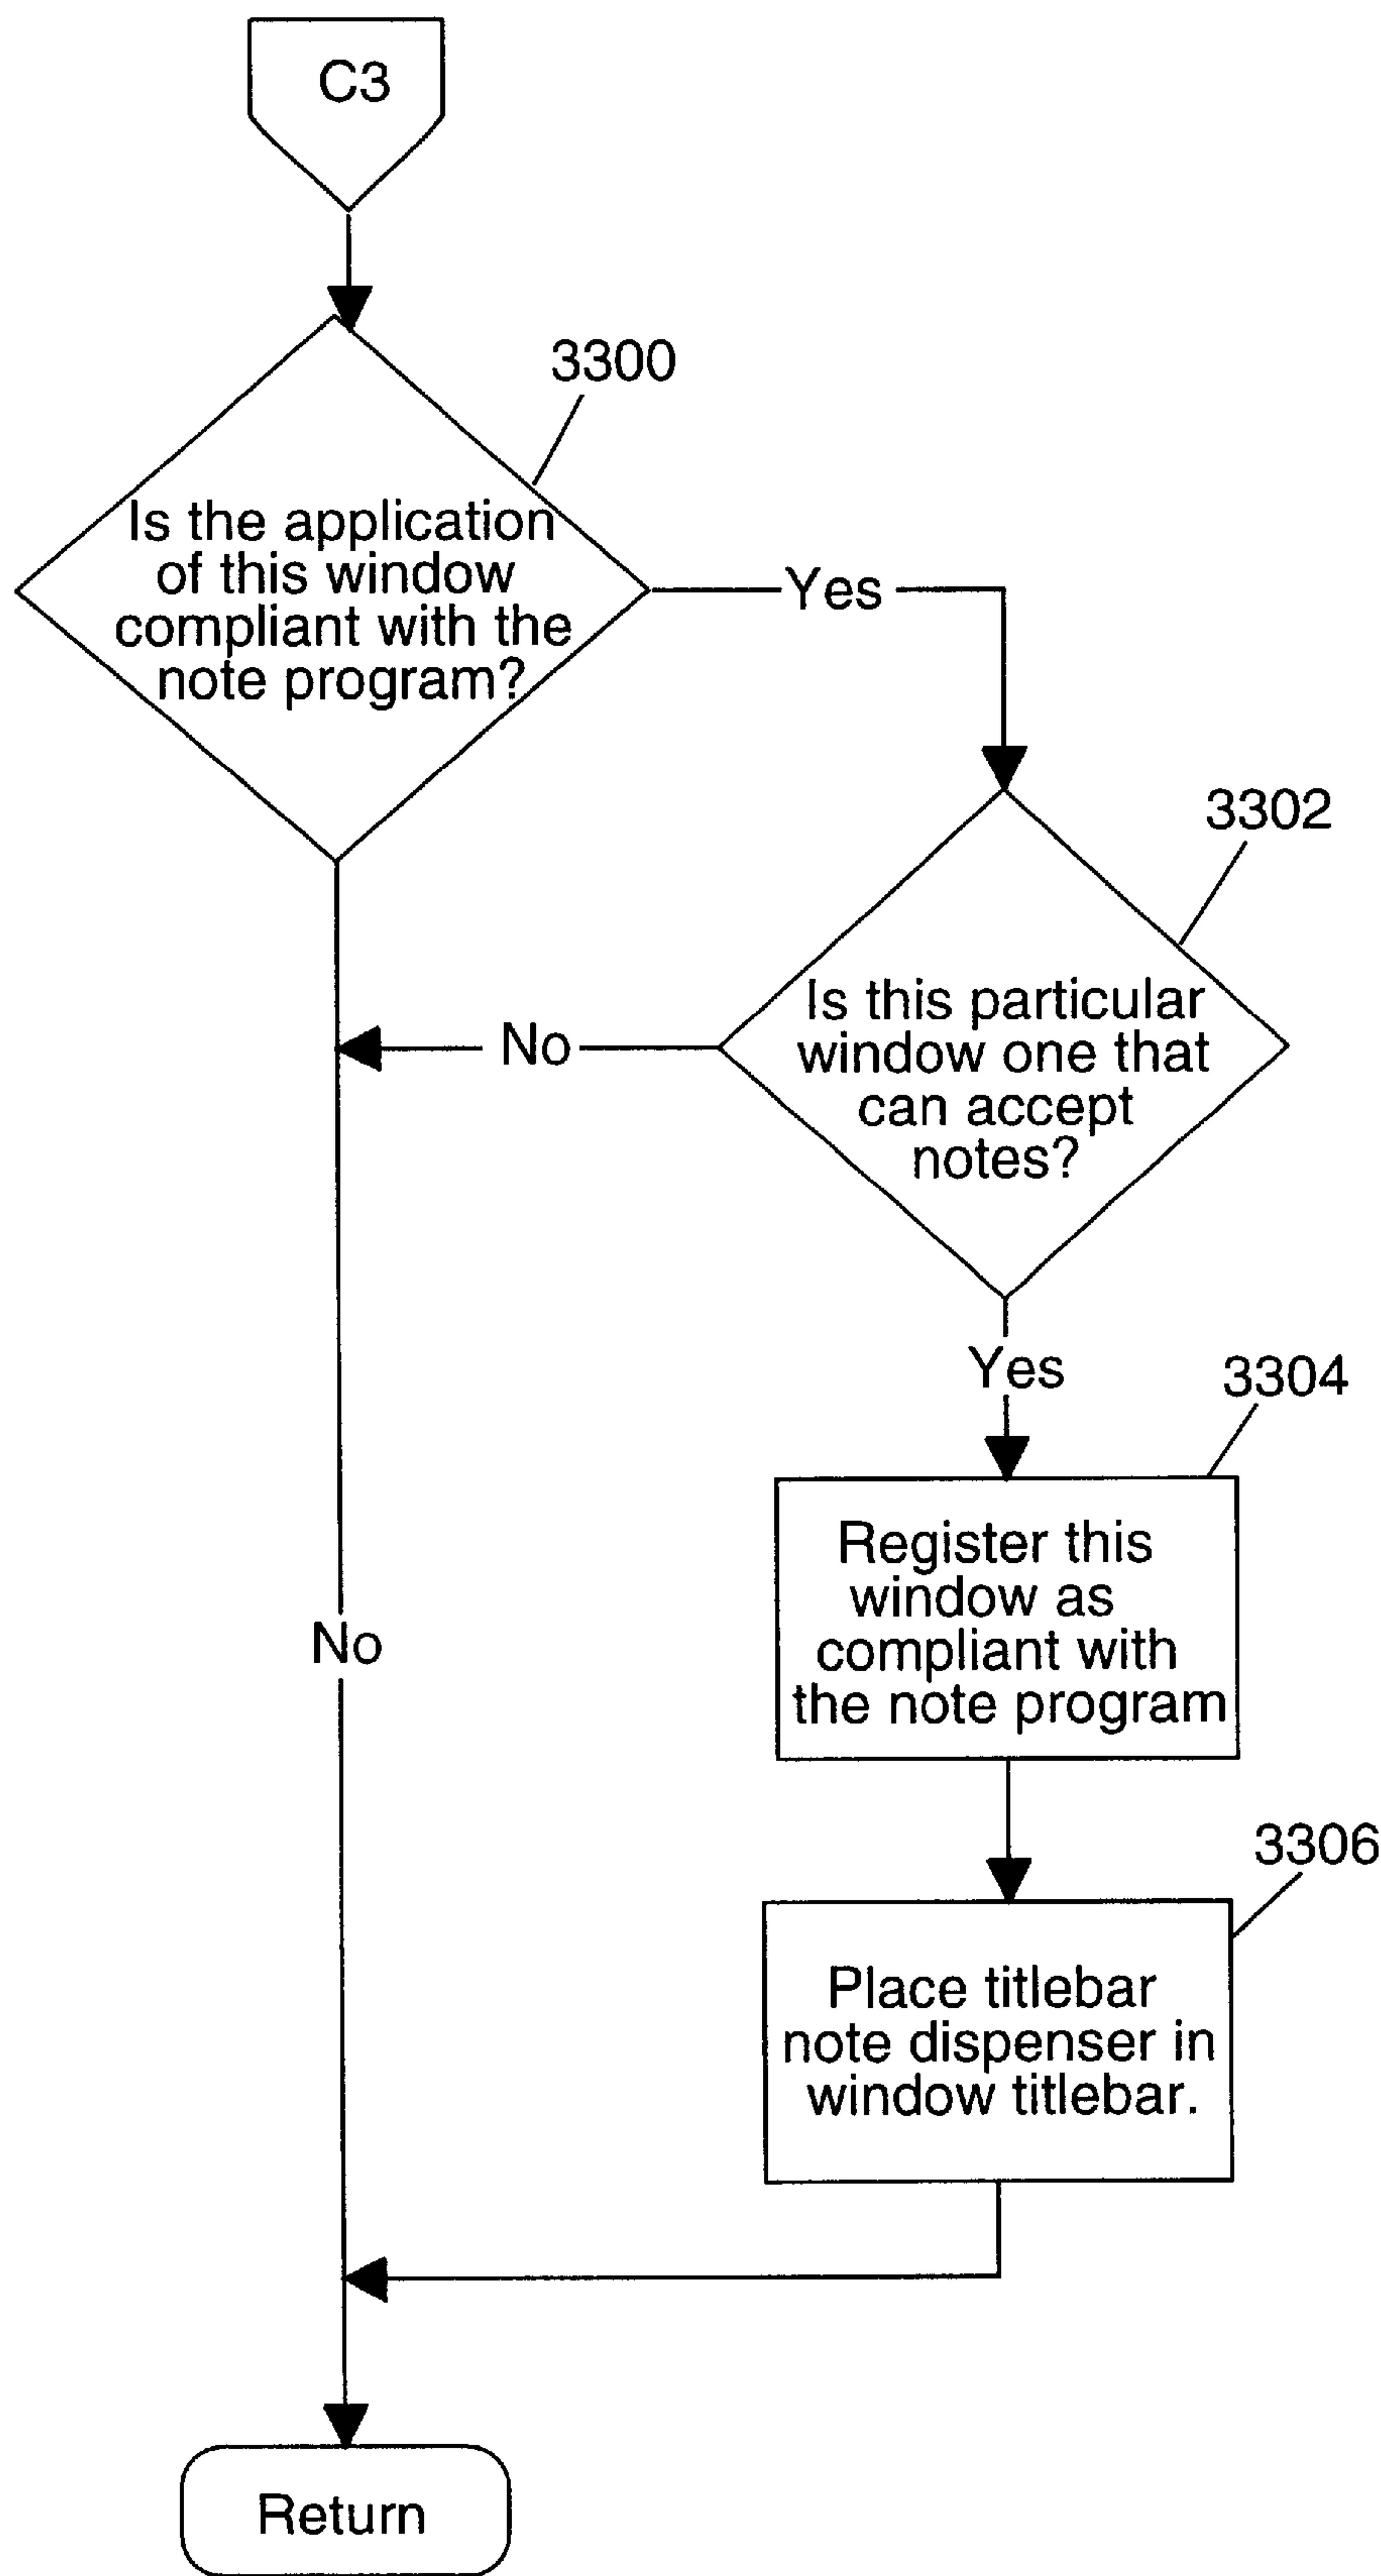 C3
3300
Is the application
of this window
compliant with the
note program?
Yes
3302
Is this particular
window one that
can accept
notes?
No
Yes
3304
Register this
window as
compliant with
the note program
No
3306
Place titlebar
note dispenser in
window titlebar.
Return